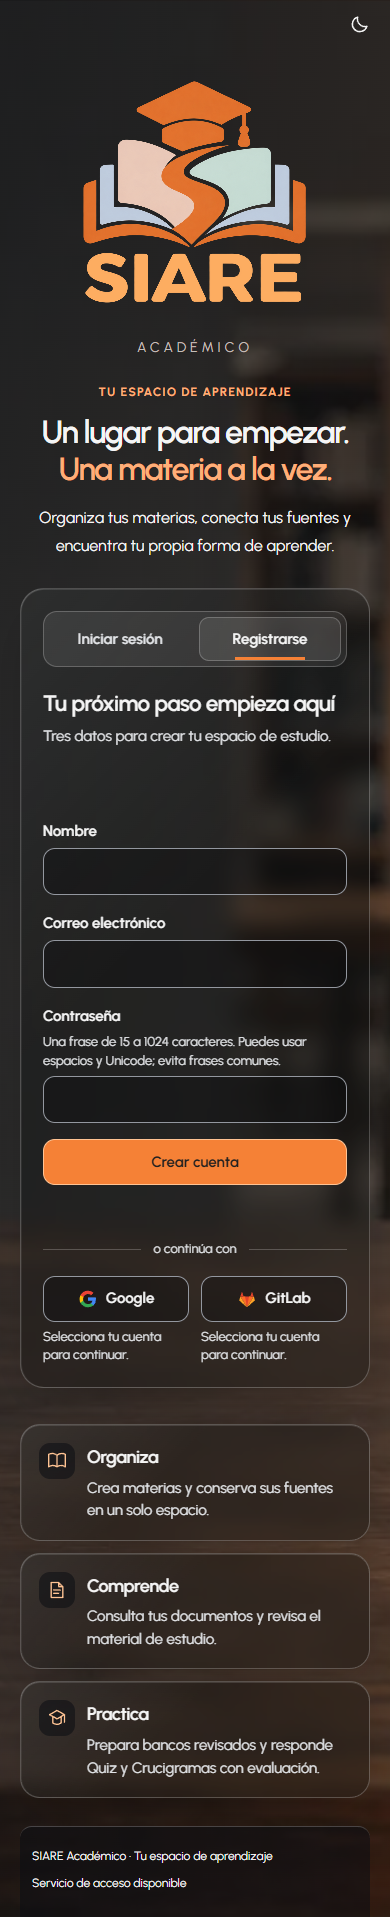 SIARE
ACADÉMICO
TU ESPACIO DE APRENDIZAJE
Un lugar para empezar.
Una materia a la vez.
Organiza tus materias, conecta tus fuentes y
encuentra tu propia forma de aprender.
Iniciar sesión
Registrarse
Tu próximo paso empieza aquí
Tres datos para crear tu espacio de estudio.
Nombre
Correo electrónico
Contraseña
Una frase de 15 a 1024 caracteres. Puedes usar
espacios y Unicode; evita frases comunes.
Crear cuenta
o continúa con
Google
GitLab
Selecciona tu cuenta
para continuar.
Selecciona tu cuenta
para continuar.
Organiza
Crea materias y conserva sus fuentes
en un solo espacio.
Comprende
Consulta tus documentos y revisa el
material de estudio.
Practica
Prepara bancos revisados y responde
Quiz y Crucigramas con evaluación.
SIARE Académico · Tu espacio de aprendizaje
Servicio de acceso disponible